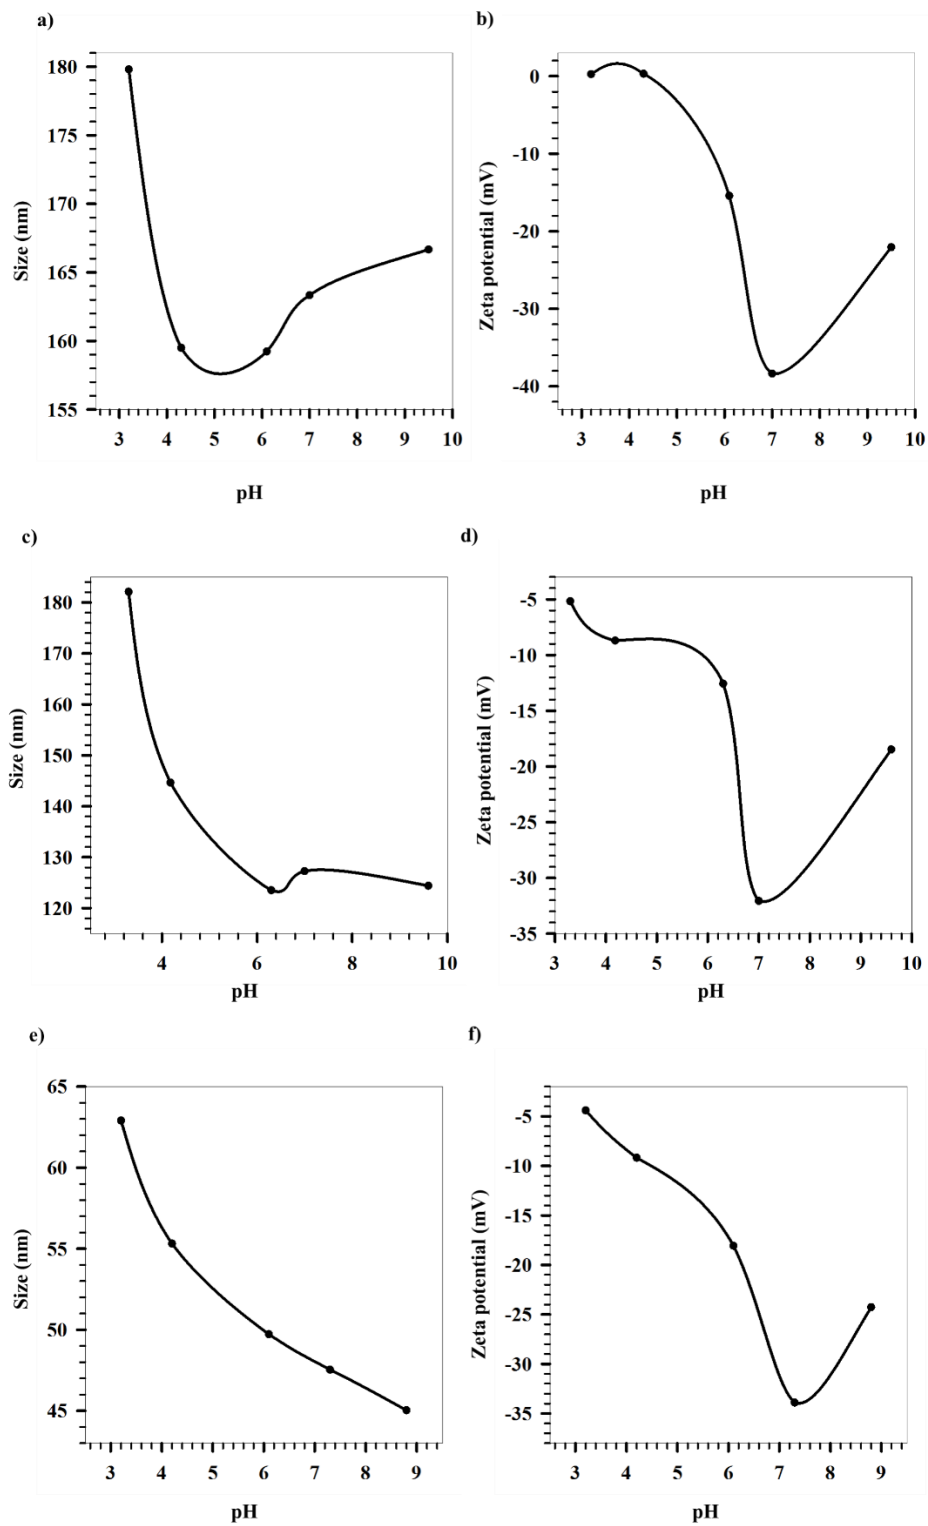 a)
180
175
170
165
160
155
Size (nm)
3 4 5 6 7 8 9 10
pH
b)
0
-10
-20
-30
-40
Zeta potential (mV)
3 4 5 6 7 8 9 10
pH
c)
180
170
160
150
140
130
120
Size (nm)
4 6 8 10
pH
d)
-5
-10
-15
-20
-25
-30
-35
Zeta potential (mV)
3 4 5 6 7 8 9 10
pH
e)
65
60
55
50
45
Size (nm)
3 4 5 6 7 8 9
pH
f)
-5
-10
-15
-20
-25
-30
-35
Zeta potential (mV)
3 4 5 6 7 8 9
pH